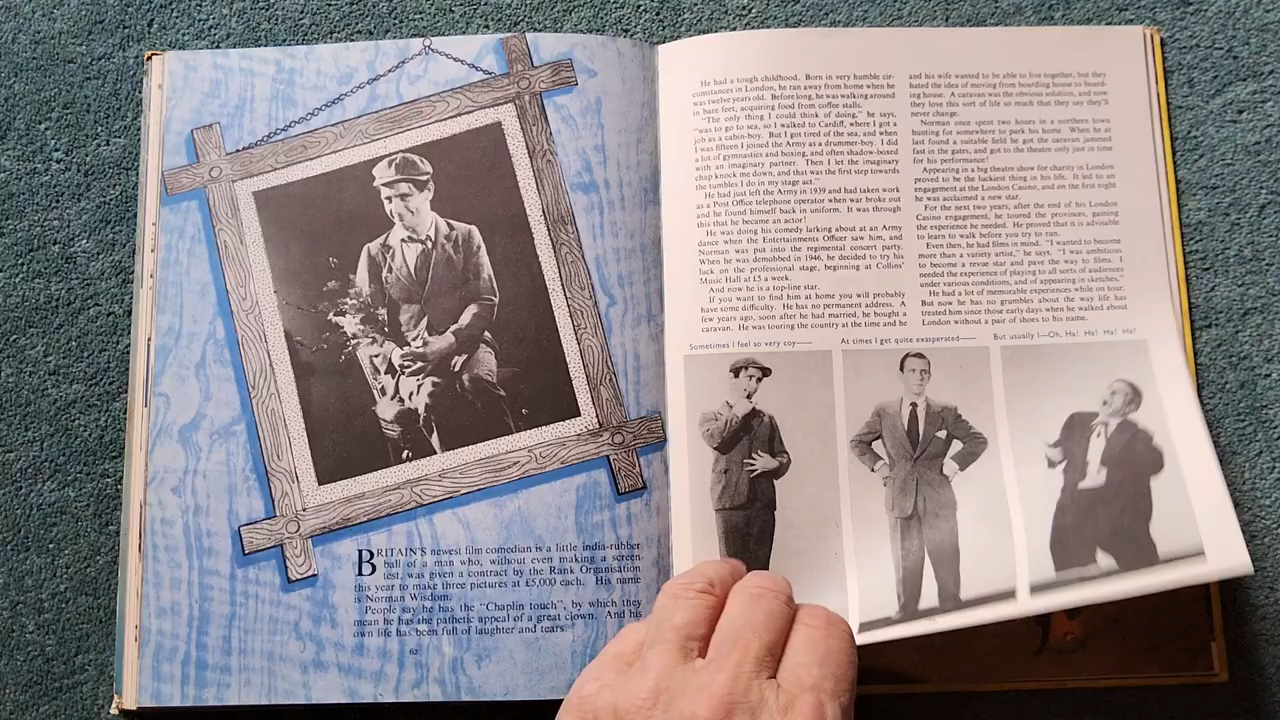 BRITAIN'S newest film comedian is a little india-rubber
ball of a man who, without even making a screen-
test, was given a contract by the Rank Organisation
this year to make three pictures at £5,000 each. His name
is Norman Wisdom.
People say he has the "Chaplin touch", by which they
mean he has the pathetic appeal of a great clown. And his
own life has been full of laughter and tears.
62
He had a tough childhood. Born in very humble cir-
cumstances in London, he ran away from home when he
was twelve years old. Before long, he was walking around
in bare feet, acquiring food from coffee stalls.
"The only thing I could think of doing," he says,
"was to go to sea, so I walked to Cardiff, where I got a
job as a cabin-boy. But I got tired of the sea, and when
I was fifteen I joined the Army as a drummer-boy. I did
a lot of gymnastics and boxing, and often shadow-boxed
with an imaginary partner. Then I let the imaginary
chap knock me down, and that was the first step towards
the tumbles I do in my stage act."
He had just left the Army in 1939 and had taken work
as a Post Office telephone operator when war broke out
and he found himself back in uniform. It was through
this that he became an actor!
He was doing his comedy larking about at an Army
dance when the Entertainments Officer saw him, and
Norman was put into the regimental concert party.
When he was demobbed in 1946, he decided to try his
luck on the professional stage, beginning at Collins'
Music Hall at £5 a week.
And now he is a top-line star.
If you want to find him at home you will probably
have some difficulty. He has no permanent address. A
few years ago, soon after he had married, he bought a
caravan. He was touring the country at the time and he
and his wife wanted to be able to live together, but they
hated the idea of moving from boarding house to board-
ing house. A caravan was the obvious solution, and now
they love this sort of life so much that they say they'll
never change.
Norman once spent two hours in a northern town
hunting for somewhere to park his home. When he at
last found a suitable field he got the caravan jammed
fast in the gates, and got to the theatre only just in time
for his performance!
Appearing in a big theatre show for charity in London
proved to be the luckiest thing in his life. It led to an
engagement at the London Casino, and on the first night
he was acclaimed a new star.
For the next two years, after the end of his London
Casino engagement, he toured the provinces, gaining
the experience he needed. He proved that it is advisable
to learn to walk before you try to run.
Even then, he had films in mind. "I wanted to become
more than a variety artist," he says. "I was ambitious
to become a revue star and pave the way to films. I
needed the experience of playing to all sorts of audiences
under various conditions, and of appearing in sketches."
He had a lot of memorable experiences while on tour.
But now he has no grumbles about the way life has
treated him since those early days when he walked about
London without a pair of shoes to his name.
Sometimes I feel so very coy——
At times I get quite exasperated——
But usually I—Oh, Ha! Ha! Ha! Ha!